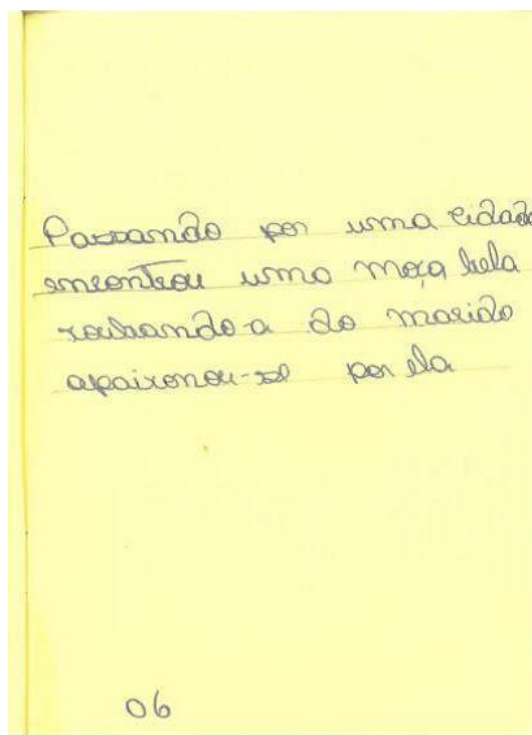 Passando por uma cidade
encontrou uma moça bela
roubando-a do marido
apaixonou-se por ela
06